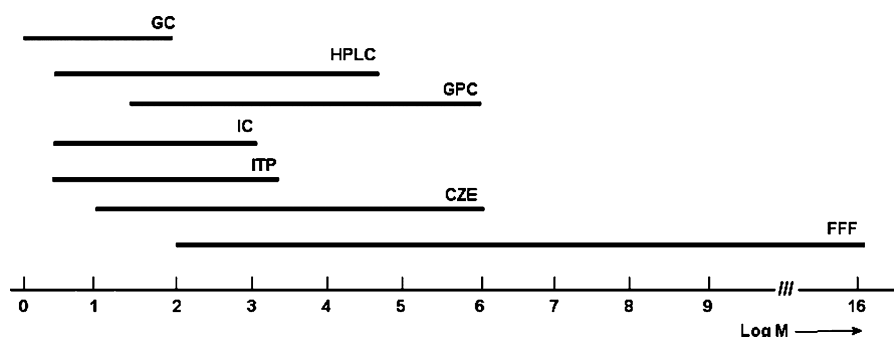 GC
HPLC
GPC
IC
ITP
CZE
FFF
0 1 2 3 4 5 6 7 8 9 /// 16
Log M